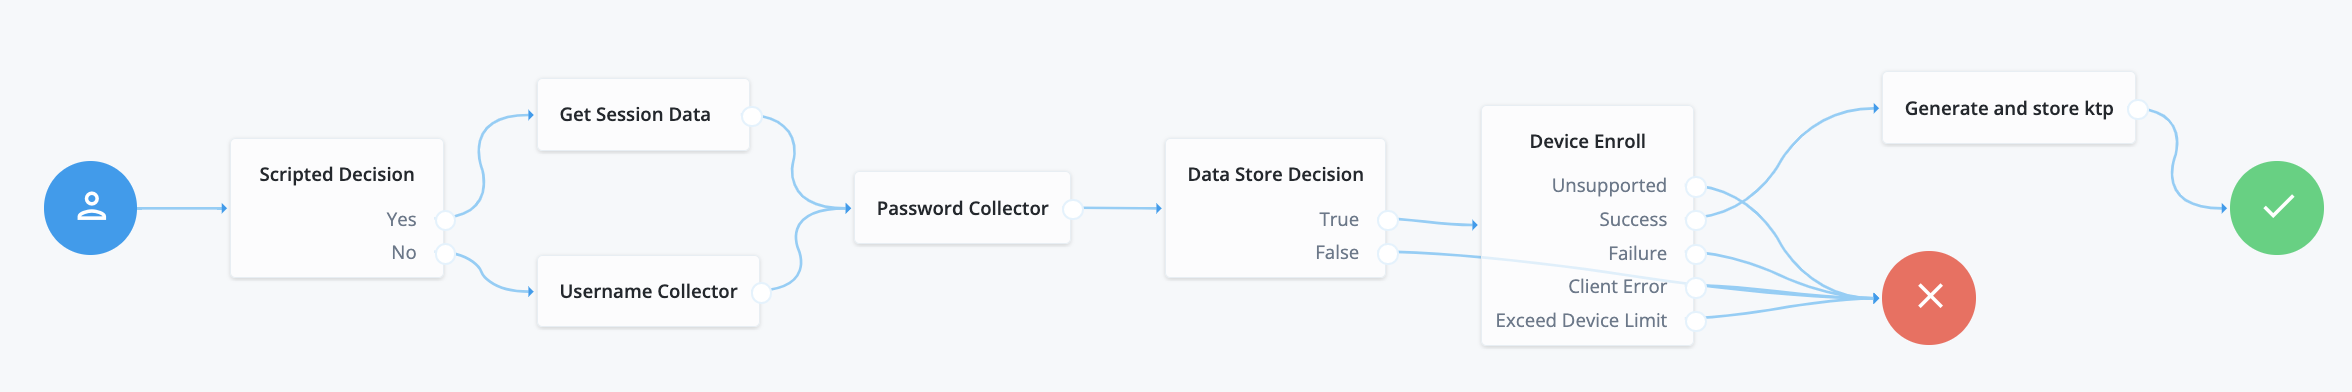 Scripted Decision
Yes
No
Get Session Data
Username Collector
Password Collector
Data Store Decision
True
False
Device Enroll
Unsupported
Success
Failure
Client Error
Exceed Device Limit
Generate and store ktp